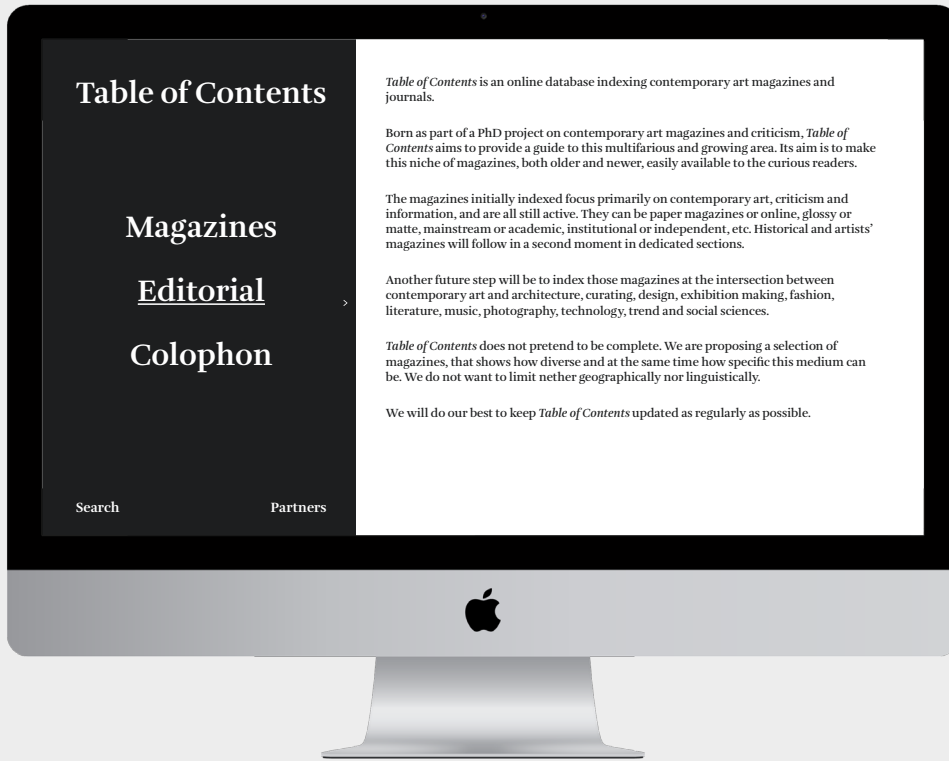 Table of Contents
Magazines
Editorial
Colophon
Search
Partners
Table of Contents is an online database indexing contemporary art magazines and
journals.
Born as part of a PhD project on contemporary art magazines and criticism, Table of
Contents aims to provide a guide to this multifarious and growing area. Its aim is to make
this niche of magazines, both older and newer, easily available to the curious readers.
The magazines initially indexed focus primarily on contemporary art, criticism and
information, and are all still active. They can be paper magazines or online, glossy or
matte, mainstream or academic, institutional or independent, etc. Historical and artists’
magazines will follow in a second moment in dedicated sections.
Another future step will be to index those magazines at the intersection between
contemporary art and architecture, curating, design, exhibition making, fashion,
literature, music, photography, technology, trend and social sciences.
Table of Contents does not pretend to be complete. We are proposing a selection of
magazines, that shows how diverse and at the same time how specific this medium can
be. We do not want to limit nether geographically nor linguistically.
We will do our best to keep Table of Contents updated as regularly as possible.